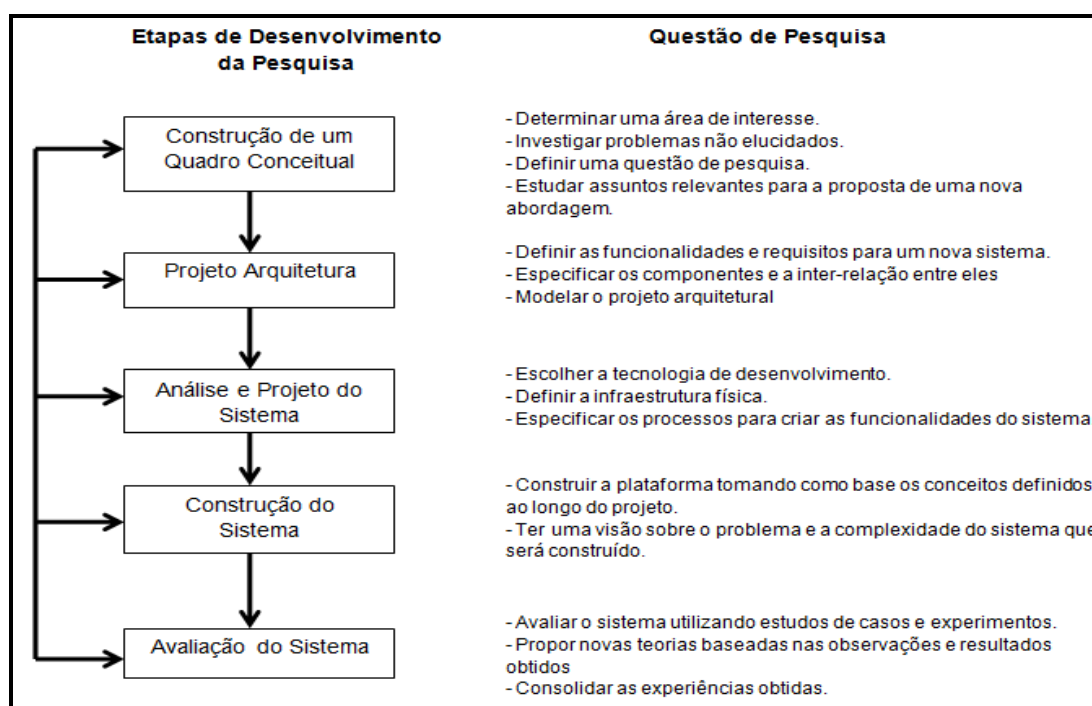 Etapas de Desenvolvimento
da Pesquisa
Questão de Pesquisa
Construção de um
Quadro Conceitual
- Determinar uma área de interesse.
- Investigar problemas não elucidados.
- Definir uma questão de pesquisa.
- Estudar assuntos relevantes para a proposta de uma nova
abordagem.
Projeto Arquitetura
- Definir as funcionalidades e requisitos para um nova sistema.
- Especificar os componentes e a inter-relação entre eles
- Modelar o projeto arquitetural
Análise e Projeto do
Sistema
- Escolher a tecnologia de desenvolvimento.
- Definir a infraestrutura física.
- Especificar os processos para criar as funcionalidades do sistema
Construção do
Sistema
- Construir a plataforma tomando como base os conceitos definidos
ao longo do projeto.
- Ter uma visão sobre o problema e a complexidade do sistema que
será construído.
Avaliação do Sistema
- Avaliar o sistema utilizando estudos de casos e experimentos.
- Propor novas teorias baseadas nas observações e resultados
obtidos
- Consolidar as experiências obtidas.